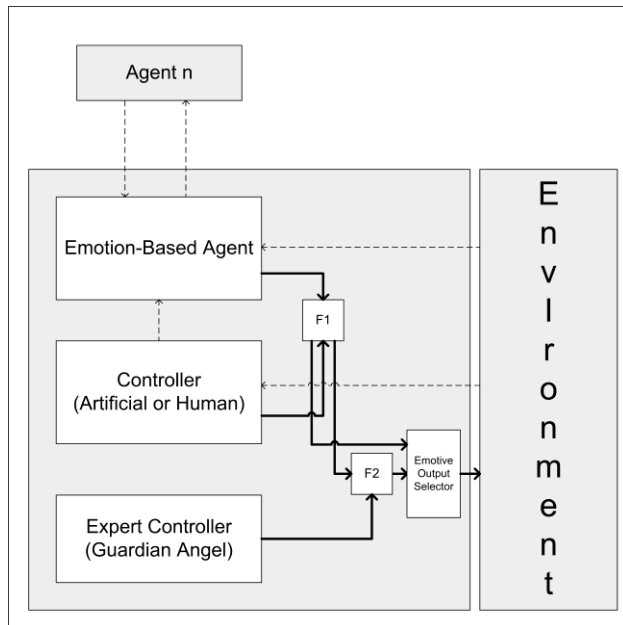 Agent n
Emotion-Based Agent
F1
Controller
(Artificial or Human)
Emotive
Output
Selector
F2
Expert Controller
(Guardian Angel)
E
n
v
I
r
o
n
m
e
n
t